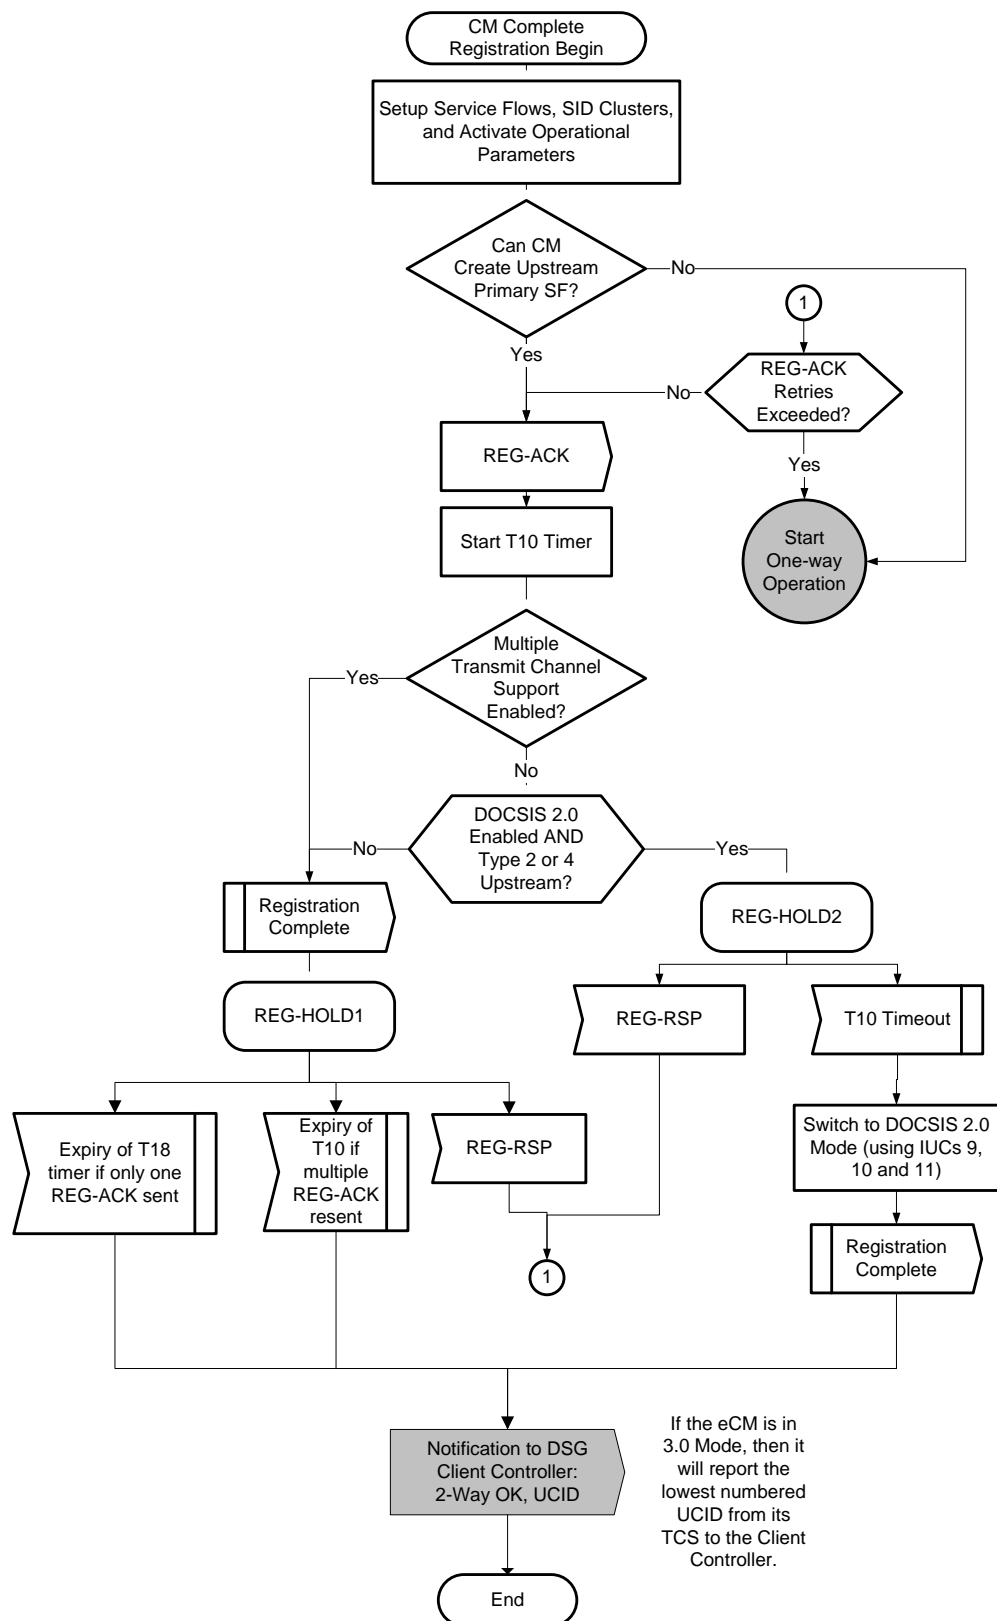 CM Complete
Registration Begin
Setup Service Flows, SID Clusters,
and Activate Operational
Parameters
Can CM
Create Upstream
Primary SF?
No
1
Yes
REG-ACK
Retries
Exceeded?
No
REG-ACK
Yes
Start T10 Timer
Start
One-way
Operation
Multiple
Transmit Channel
Support
Enabled?
Yes
No
DOCSIS 2.0
Enabled AND
Type 2 or 4
Upstream?
No
Yes
Registration
Complete
REG-HOLD2
REG-HOLD1
REG-RSP
T10 Timeout
Expiry of T18
timer if only one
REG-ACK sent
Expiry of
T10 if
multiple
REG-ACK
resent
REG-RSP
Switch to DOCSIS 2.0
Mode (using IUCs 9,
10 and 11)
1
Registration
Complete
Notification to DSG
Client Controller:
2-Way OK, UCID
If the eCM is in
3.0 Mode, then it
will report the
lowest numbered
UCID from its
TCS to the Client
Controller.
End